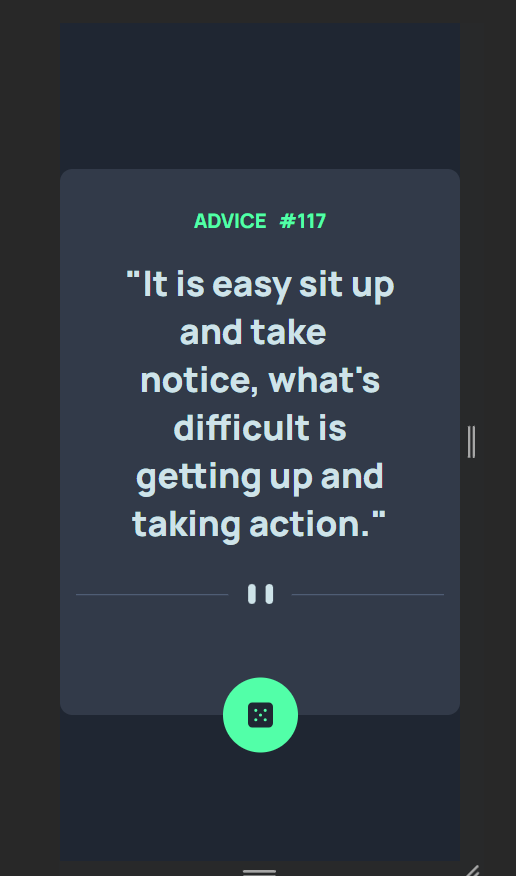 ADVICE #117
"It is easy sit up
and take
notice, what's
difficult is
getting up and
taking action."